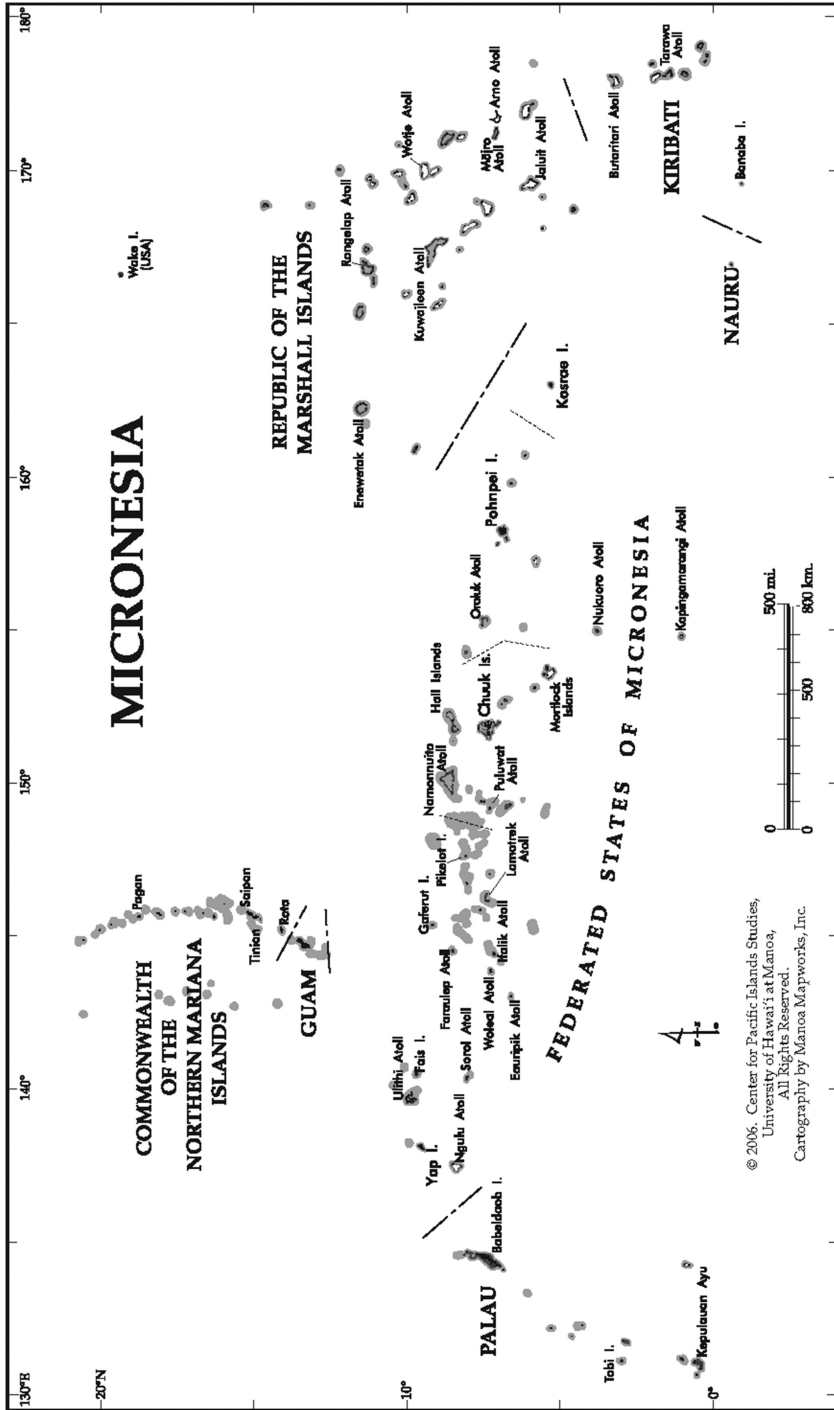 MICRONESIA
130°E
140°
150°
160°
170°
180°
20°N
10°
0°
Wake I.
(USA)
COMMONWEALTH
OF THE
NORTHERN MARIANA
ISLANDS
Pagan
Saipan
Tinian
Rota
GUAM
REPUBLIC OF THE
MARSHALL ISLANDS
Enewetak Atoll
Rongelap Atoll
Kuwajleen Atoll
Wotje Atoll
Mājro
Atoll
Arno Atoll
Jaluit Atoll
Butaritari Atoll
Tarawa
Atoll
KIRIBATI
Banaba I.
NAURU
Kosrae I.
Pohnpei I.
Oroluk Atoll
Nukuoro Atoll
Kapingamarangi Atoll
Hall Islands
Chuuk Is.
Mortlock
Islands
Namonnuito
Atoll
Puluwat
Atoll
Pikelot I.
Lamotrek
Atoll
Gaferut I.
Faraulep Atoll
Ifalik Atoll
Woleai Atoll
Eauripik Atoll
Sorol Atoll
Ulithi Atoll
Fais I.
Yap I.
Ngulu Atoll
FEDERATED STATES OF MICRONESIA
Babeldaob I.
PALAU
Tobi I.
Kepulauan Ayu
0 500 mi.
0 500 800 km.
© 2006. Center for Pacific Islands Studies,
University of Hawai'i at Manoa,
All Rights Reserved.
Cartography by Manoa Mapworks, Inc.